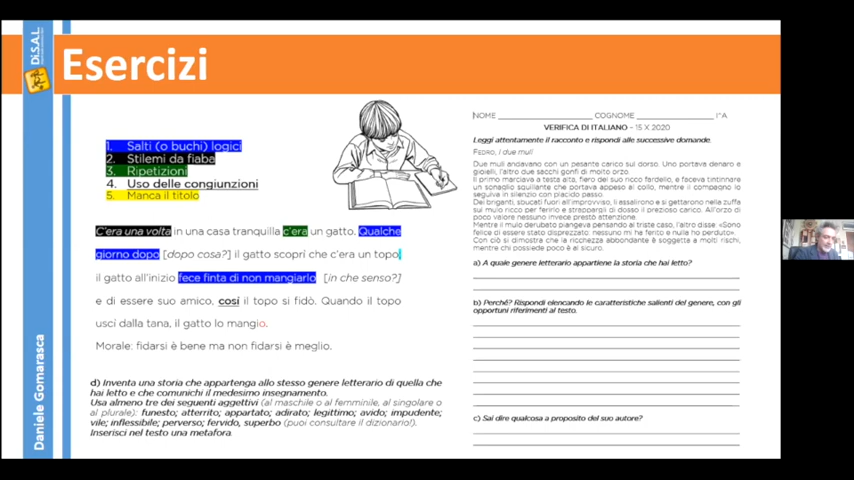 Di.S.A.L.
Esercizi
1. Salti (o buchi) logici
2. Stilemi da fiaba
3. Ripetizioni
4. Uso delle congiunzioni
5. Manca il titolo
C'era una volta in una casa tranquilla c'era un gatto. Qualche
giorno dopo [dopo cosa?] il gatto scoprì che c'era un topo,
il gatto all'inizio fece finta di non mangiarlo [in che senso?]
e di essere suo amico, così il topo si fidò. Quando il topo
uscì dalla tana, il gatto lo mangio.
Morale: fidarsi è bene ma non fidarsi è meglio.
d) Inventa una storia che appartenga allo stesso genere letterario di quella che
hai letto e che comunichi il medesimo insegnamento.
Usa almeno tre dei seguenti aggettivi (al maschile o al femminile, al singolare o
al plurale): funesto; atterrito; appartato; adirato; legittimo; avido; impudente;
vile; inflessibile; perverso; fervido, superbo (puoi consultare il dizionario!).
Inserisci nel testo una metafora.
NOME ____ COGNOME ____ I°A
VERIFICA DI ITALIANO – 15 X 2020
Leggi attentamente il racconto e rispondi alle successive domande.
FEDRO, I due muli
Due muli andavano con un pesante carico sul dorso. Uno portava denaro e
gioielli, l'altro due sacchi gonfi di molto orzo.
Il primo marciava a testa alta, fiero del suo ricco fardello, e faceva tintinnare
un sonaglio squillante che portava appeso al collo, mentre il compagno lo
seguiva in silenzio con passo placido.
Dei briganti, sbucati fuori all'improvviso, li assalirono e si gettarono nella zuffa
sul mulo ricco per ferirlo e strappargli di dosso il prezioso carico. All'orzo di
poco valore nessuno invece prestò attenzione.
Mentre il mulo derubato piangeva pensando al triste caso, l'altro disse: «Sono
felice di essere stato disprezzato: nessuno mi ha ferito e nulla ho perduto».
Con ciò si dimostra che la ricchezza abbondante è soggetta a molti rischi,
mentre chi possiede poco è al sicuro.
a) A quale genere letterario appartiene la storia che hai letto?
b) Perché? Rispondi elencando le caratteristiche salienti del genere, con gli
opportuni riferimenti al testo.
c) Sai dire qualcosa a proposito del suo autore?
Daniele Gomarasca